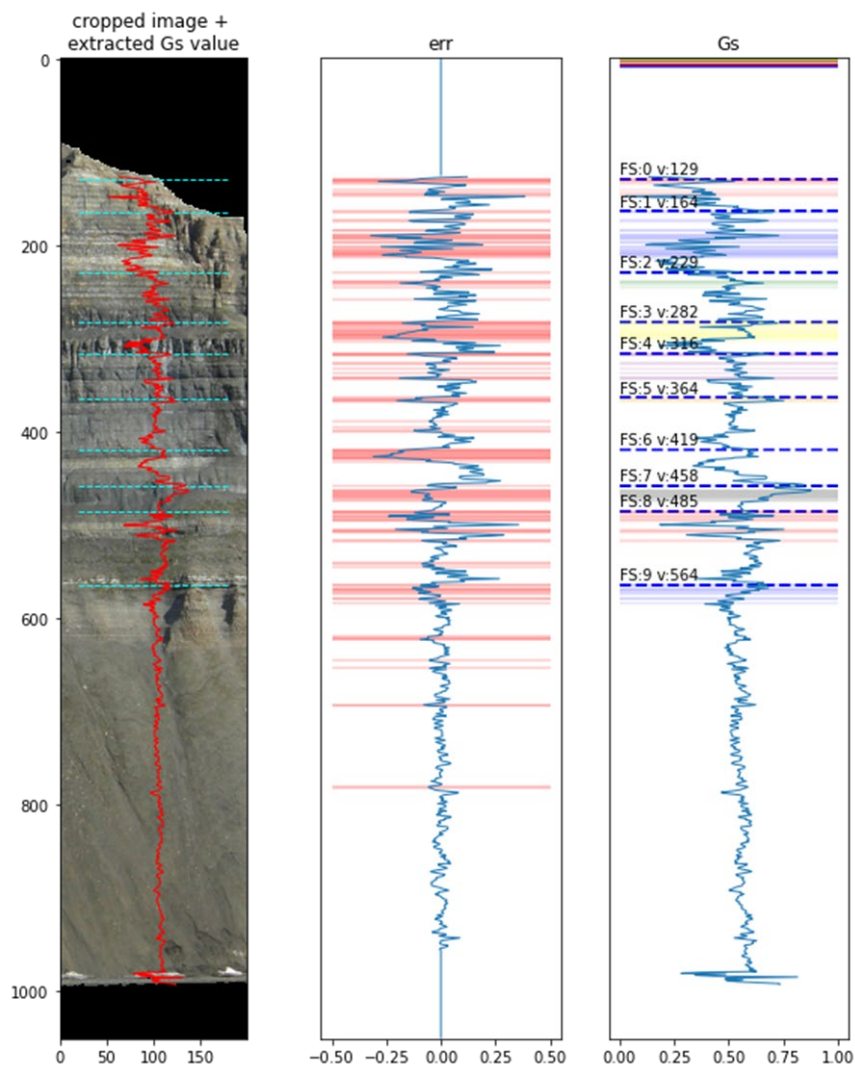 cropped image +
extracted Gs value
err
Gs
0
200
400
600
800
1000
FS:0 v:129
FS:1 v:164
FS:2 v:229
FS:3 v:282
FS:4 v:316
FS:5 v:364
FS:6 v:419
FS:7 v:458
FS:8 v:485
FS:9 v:564
0 50 100 150
−0.50 −0.25 0.00 0.25 0.50
0.00 0.25 0.50 0.75 1.00